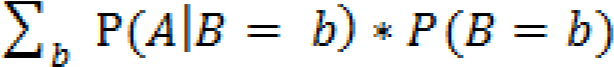 ∑_b P(A|B = b) * P(B = b)